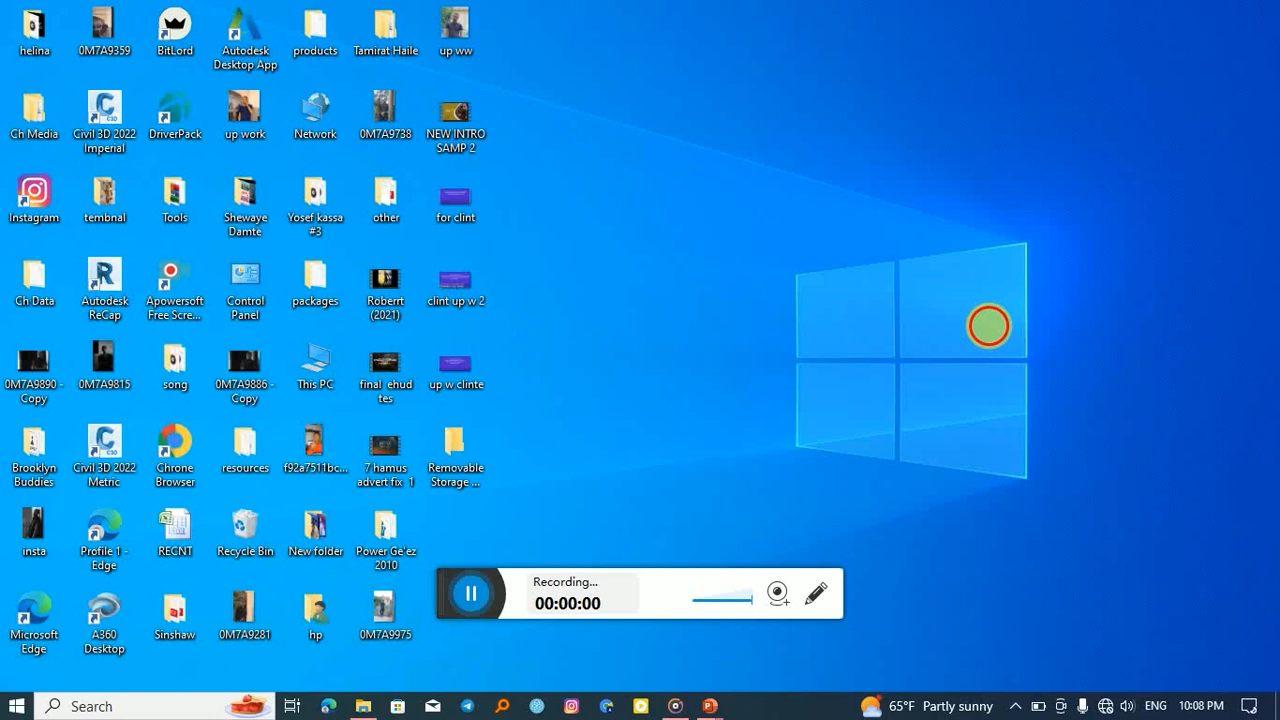 helina
0M7A9359
BitLord
Autodesk
Desktop App
products
Tamirat Haile
up ww
Ch Media
Civil 3D 2022
Imperial
DriverPack
up work
Network
0M7A9738
NEW INTRO
SAMP 2
Instagram
tembnal
Tools
Shewaye
Damte
Yosef kassa
#3
other
for clint
Ch Data
Autodesk
ReCap
Apowersoft
Free Scre...
Control
Panel
packages
Roberrt
(2021)
clint up w 2
0M7A9890 -
Copy
0M7A9815
song
0M7A9886 -
Copy
This PC
final ehud
tes
up w clinte
Brooklyn
Buddies
Civil 3D 2022
Metric
Chrone
Browser
resources
f92a7511bc...
7 hamus
advert fix 1
Removable
Storage ...
insta
Profile 1 -
Edge
RECNT
Recycle Bin
New folder
Power Ge'ez
2010
Recording...
00:00:00
Microsoft
Edge
A360
Desktop
Sinshaw
0M7A9281
hp
0M7A9975
Search
65°F Partly sunny
ENG
10:08 PM